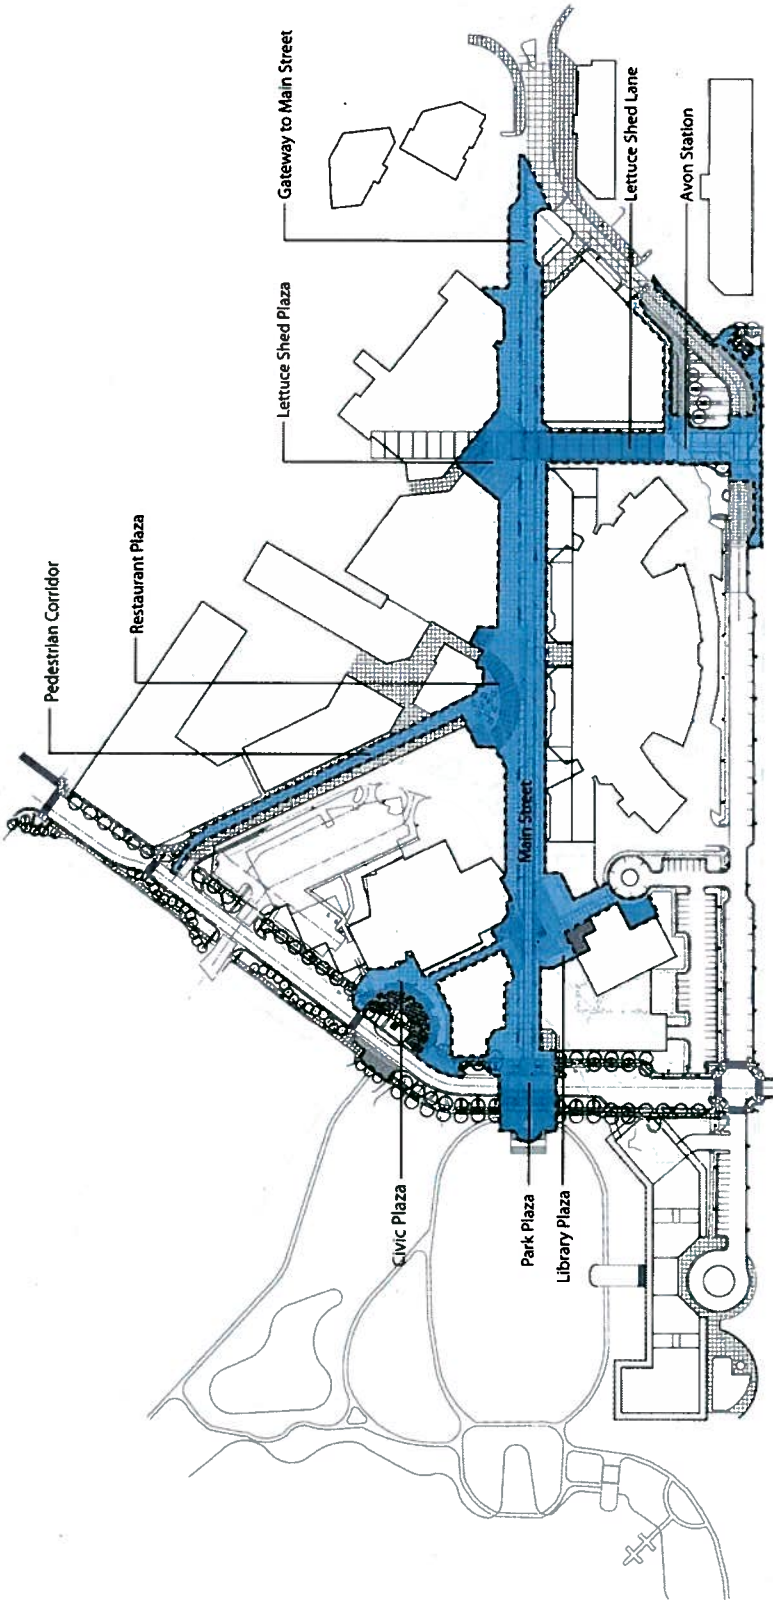 Pedestrian Corridor
Restaurant Plaza
Lettuce Shed Plaza
Gateway to Main Street
Main Street
Lettuce Shed Lane
Avon Station
Civic Plaza
Park Plaza
Library Plaza